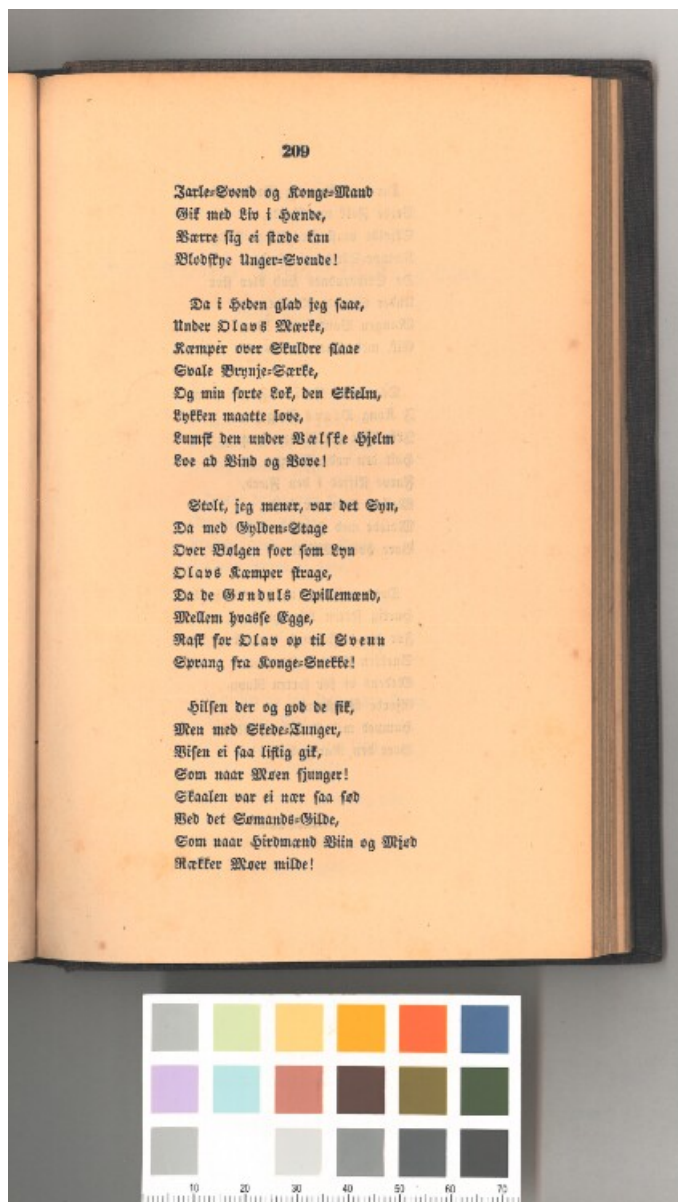 209
Jarle-Svend og Konge-Mand
Gik med Liv i Hænde,
Værre sig ei stæde kan
Blodskye Unger-Svende!
Da i Heden glad jeg saae,
Under Olavs Mærke,
Kæmper over Skuldre slaae
Svale Brynje-Særke,
Og min sorte Lok, den Skielm,
Lykken maatte love,
Lumsk den under Vælske Hjelm
Loe ad Vind og Vove!
Stolt, jeg mener, var det Syn,
Da med Gylden-Stage
Over Bølgen foer som Lyn
Olavs Kæmper strage,
Da de Gønduls Spillemænd,
Mellem hvasse Egge,
Rask for Olav op til Svenn
Sprang fra Konge-Snekke!
Hilsen der og god de fik,
Men med Skede-Tunger,
Visen ei saa listig gik,
Som naar Møen sjunger!
Skaalen var ei nær saa sød
Ved det Sømands-Gilde,
Som naar Hirdmænd Viin og Mjød
Rækker Møer milde!
10 20 30 40 50 60 70